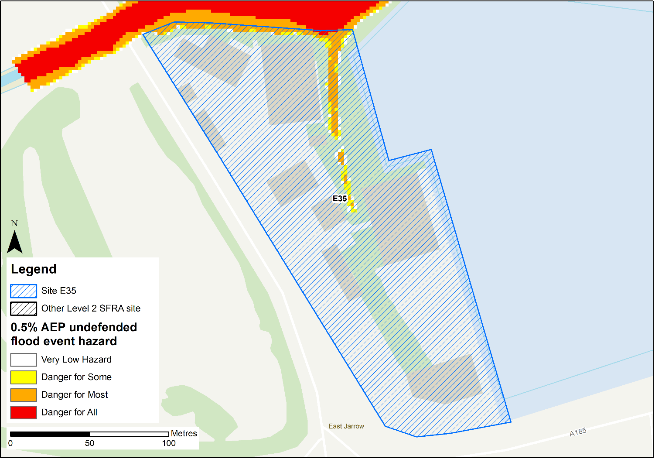 E35
N
Legend
Site E35
Other Level 2 SFRA site
0.5% AEP undefended
flood event hazard
Very Low Hazard
Danger for Some
Danger for Most
Danger for All
Metres
0 50 100
East Jarrow
A185